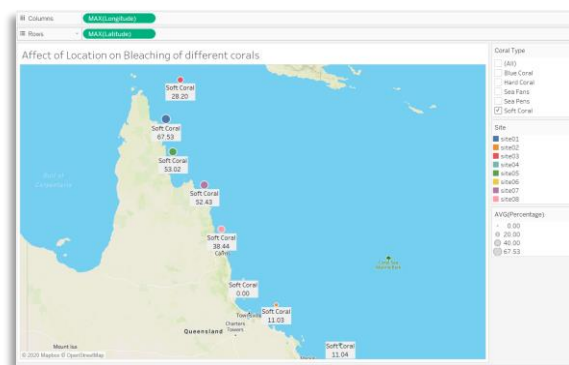 Columns
MAX(Longitude)
Rows
MAX(Latitude)
Affect of Location on Bleaching of different corals
Soft Coral
28.20
Soft Coral
67.53
Soft Coral
53.02
Soft Coral
52.43
Soft Coral
38.44
Soft Coral
0.00
Soft Coral
11.03
Charters
Towers
Queensland
Mount Isa
Soft Coral
11.04
© 2020 Mapbox © OpenStreetMap
Coral Type
(All)
Blue Coral
Hard Coral
Sea Fans
Sea Pens
Soft Coral
Site
site01
site02
site03
site04
site05
site06
site07
site08
AVG(Percentage)
0.00
20.00
40.00
67.53